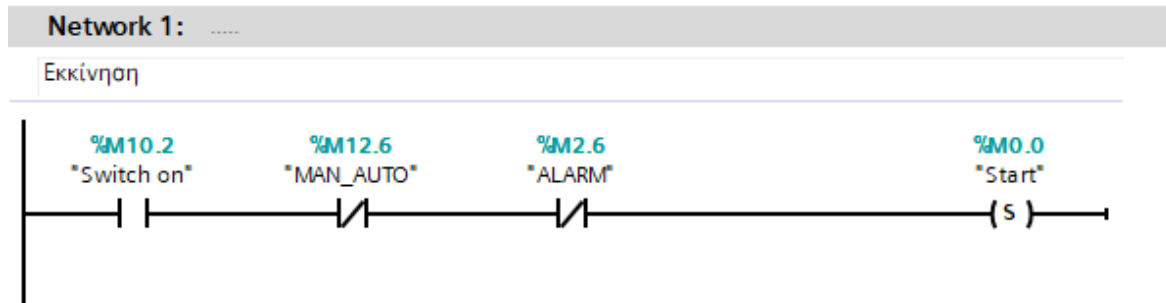 Network 1: .....
Εκκίνηση
%M10.2 %M12.6 %M2.6 %M0.0
"Switch on" "MAN_AUTO" "ALARM" "Start"
S